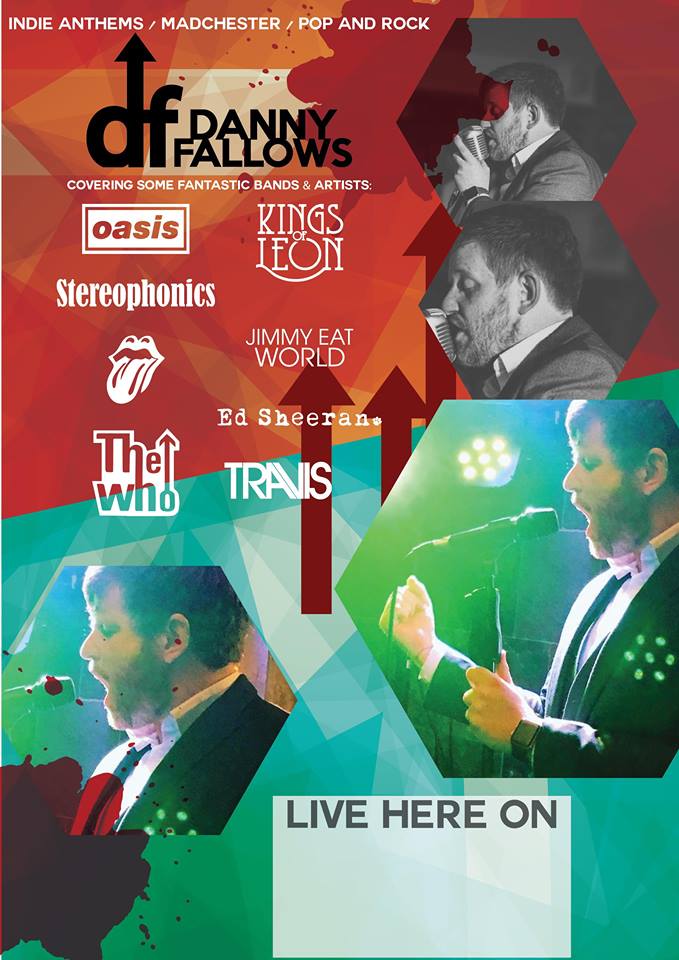 INDIE ANTHEMS / MADCHESTER / POP AND ROCK
df DANNY
FALLOWS
COVERING SOME FANTASTIC BANDS & ARTISTS:
oasis
KINGS
OF
LEON
Stereophonics
JIMMY EAT
WORLD
Ed Sheeran
The
who
TRAVIS
LIVE HERE ON